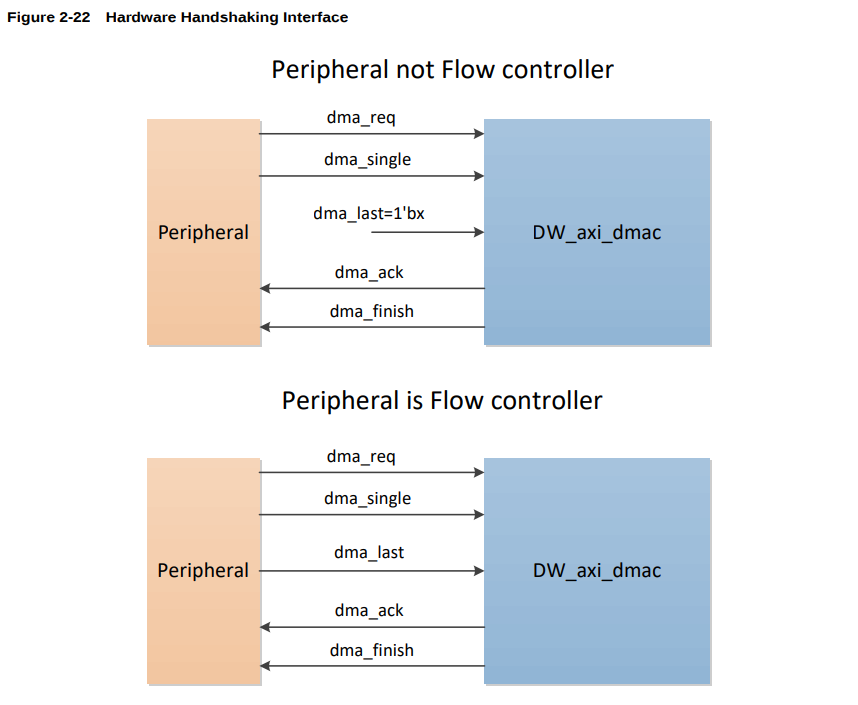 Figure 2-22 Hardware Handshaking Interface
Peripheral not Flow controller
dma_req
dma_single
dma_last=1'bx
Peripheral
DW_axi_dmac
dma_ack
dma_finish
Peripheral is Flow controller
dma_req
dma_single
dma_last
Peripheral
DW_axi_dmac
dma_ack
dma_finish